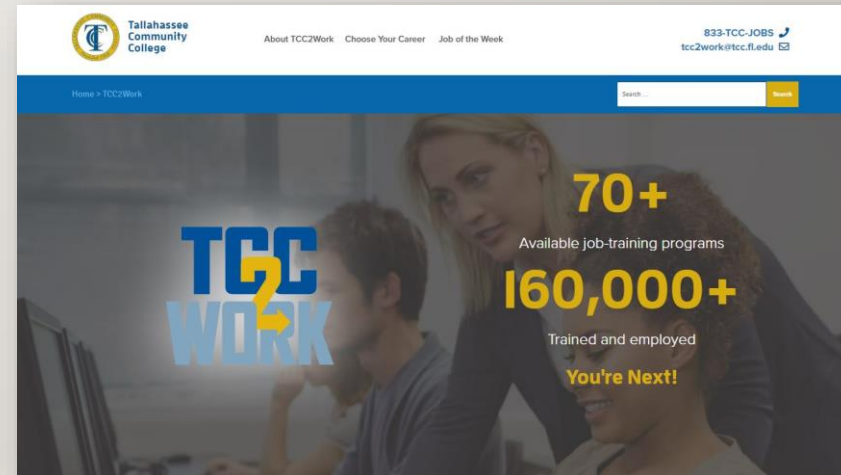 Tallahassee
Community
College
About TCC2Work Choose Your Career Job of the Week
833-TCC-JOBS
tcc2work@tcc.fl.edu
Home > TCC2Work
Search ...
Search
TCC
2
WORK
70+
Available job-training programs
160,000+
Trained and employed
You're Next!